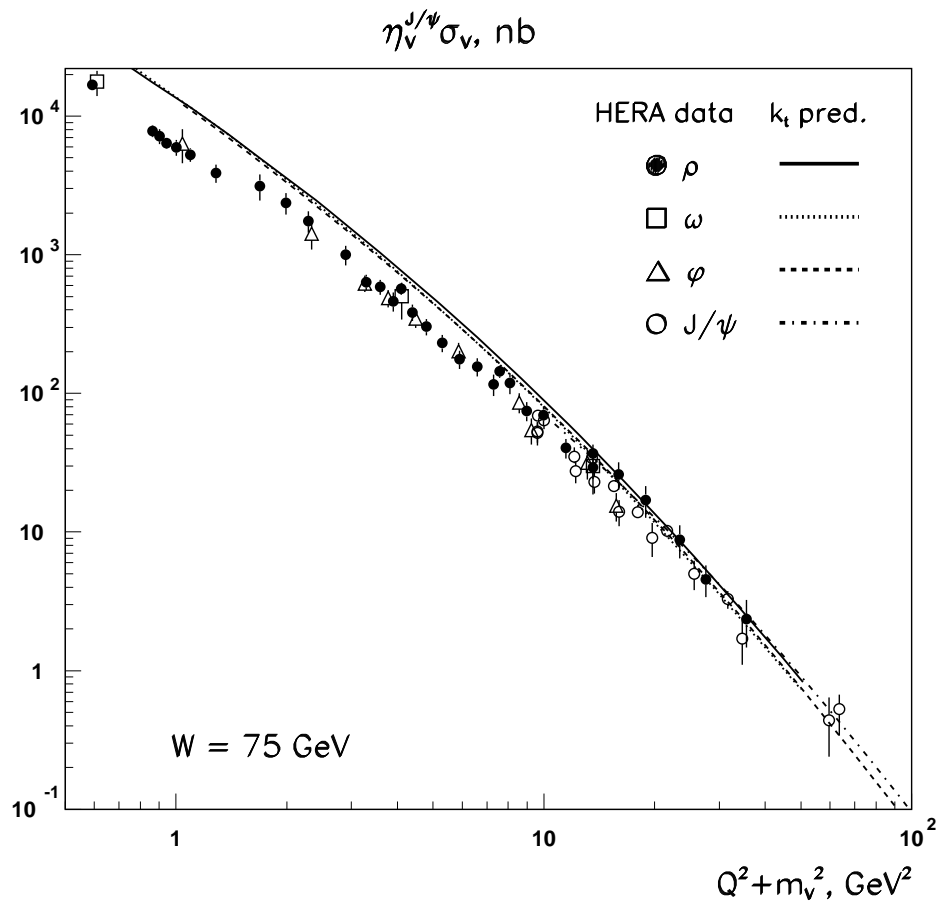 η_v^{J/ψ}σ_v, nb
HERA data k_t pred.
ρ
ω
φ
J/ψ
10^4
10^3
10^2
10
1
10^-1
W = 75 GeV
1 10 10^2
Q^2+m_v^2, GeV^2